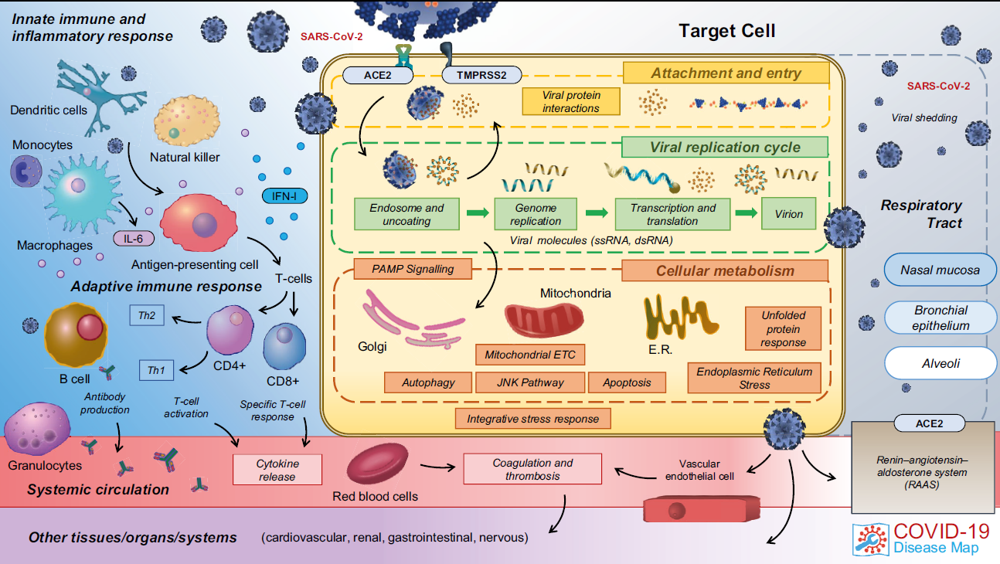 Innate immune and
inflammatory response
SARS-CoV-2
Target Cell
ACE2
TMPRSS2
Attachment and entry
Viral protein
interactions
SARS-CoV-2
Viral shedding
Dendritic cells
Monocytes
Natural killer
IFN-I
IL-6
Macrophages
Antigen-presenting cell
Viral replication cycle
Endosome and
uncoating
Genome
replication
Transcription and
translation
Virion
Viral molecules (ssRNA, dsRNA)
Respiratory
Tract
Nasal mucosa
Bronchial
epithelium
Alveoli
Adaptive immune response
T-cells
Th2
Th1
CD4+
CD8+
B cell
Antibody
production
T-cell
activation
Specific T-cell
response
PAMP Signalling
Cellular metabolism
Golgi
Mitochondria
E.R.
Unfolded
protein
response
Mitochondrial ETC
Autophagy
JNK Pathway
Apoptosis
Endoplasmic Reticulum
Stress
Integrative stress response
Granulocytes
Systemic circulation
Cytokine
release
Red blood cells
Coagulation and
thrombosis
Vascular
endothelial cell
ACE2
Renin–angiotensin–
aldosterone system
(RAAS)
Other tissues/organs/systems
(cardiovascular, renal, gastrointestinal, nervous)
COVID-19
Disease Map